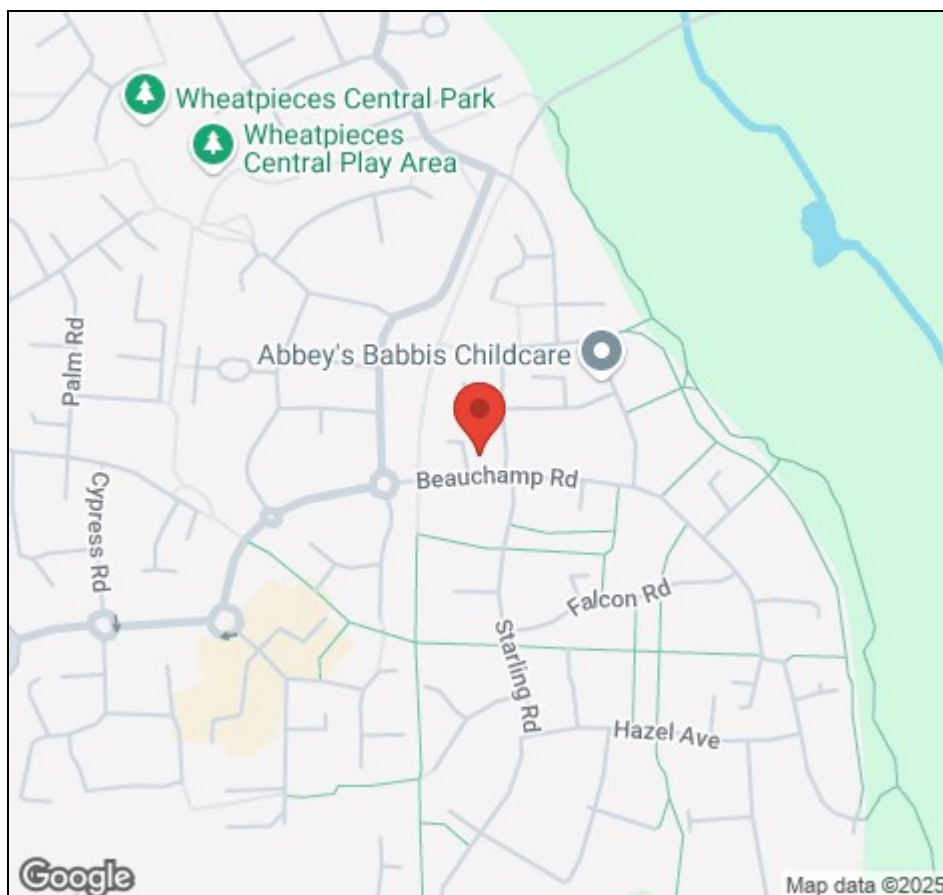 Wheatpieces Central Park
Wheatpieces
Central Play Area
Palm Rd
Abbey's Babbis Childcare
Cypress Rd
Beauchamp Rd
Falcon Rd
Starling Rd
Hazel Ave
Google
Map data ©2025